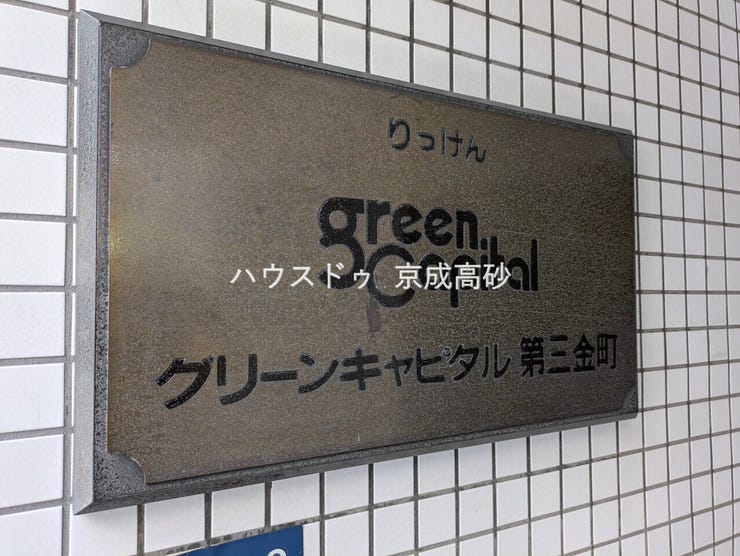 りっけん
green
capital
ハウスドゥ 京成高砂
グリーンキャピタル 第三金町